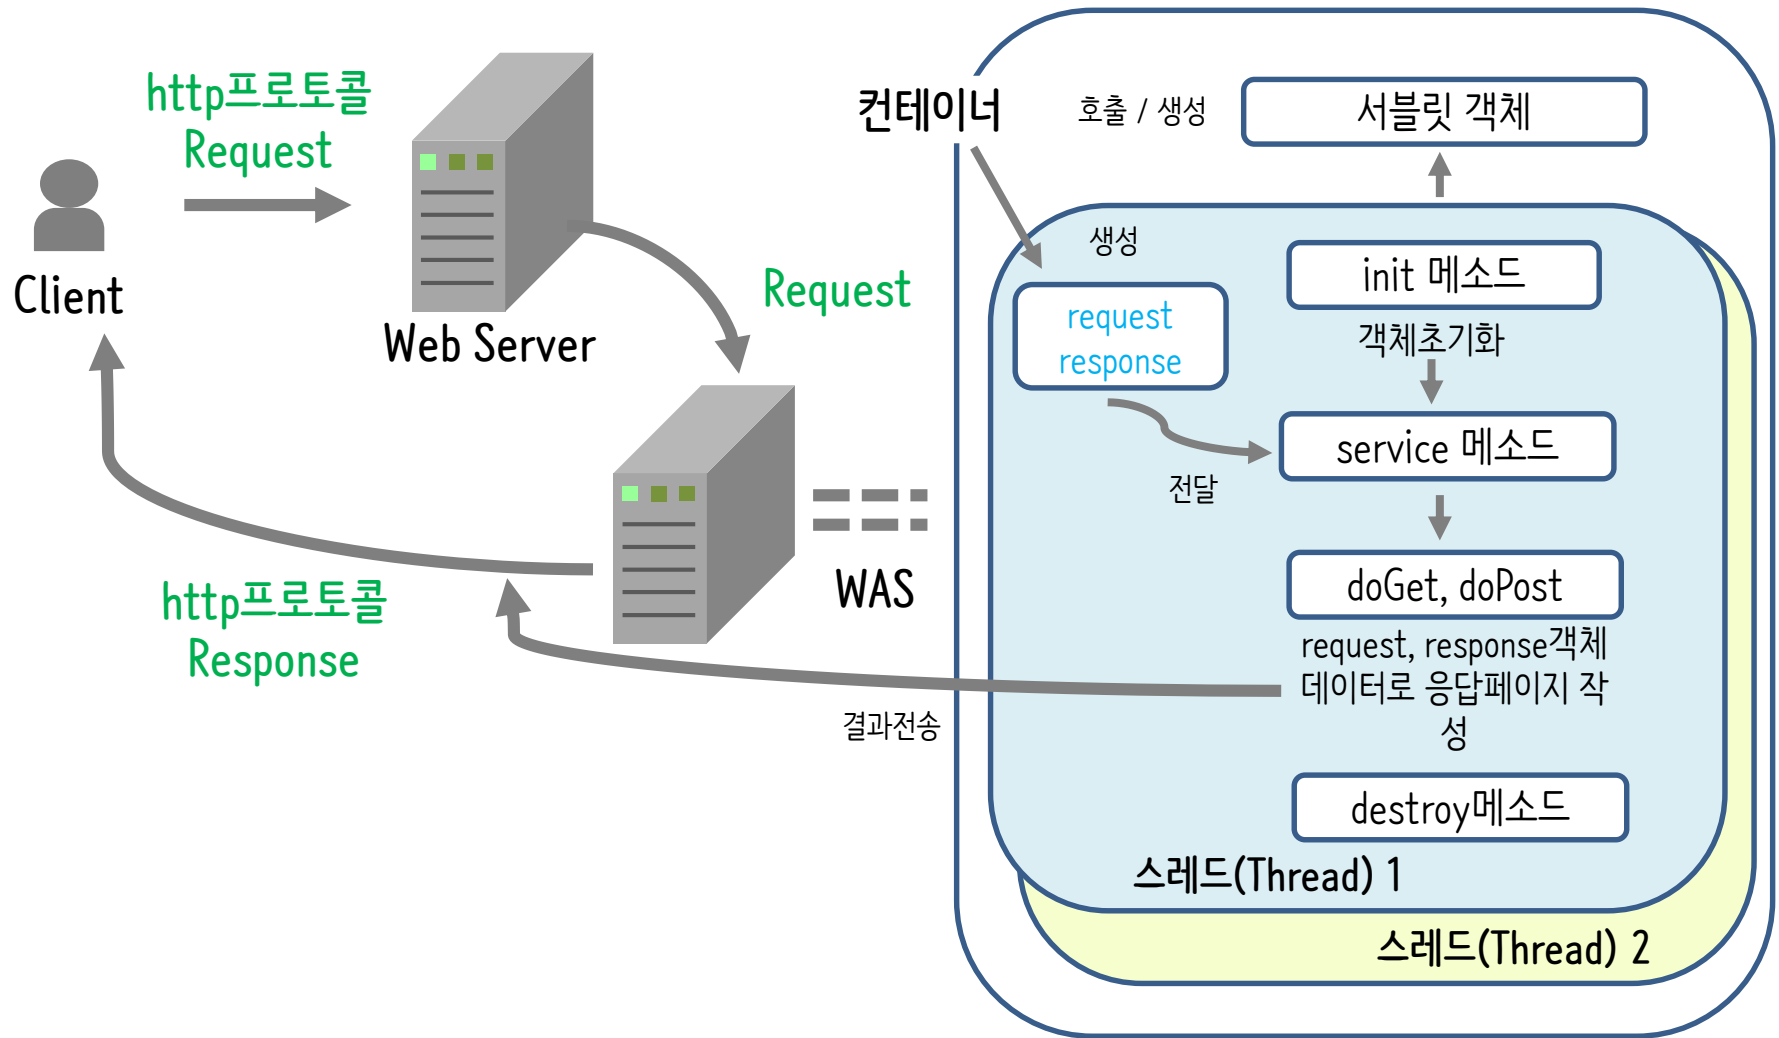 http프로토콜
Request
Client
Web Server
Request
WAS
http프로토콜
Response
결과전송
컨테이너
호출 / 생성
서블릿 객체
생성
request
response
전달
init 메소드
객체초기화
service 메소드
doGet, doPost
request, response객체
데이터로 응답페이지 작
성
destroy메소드
스레드(Thread) 1
스레드(Thread) 2